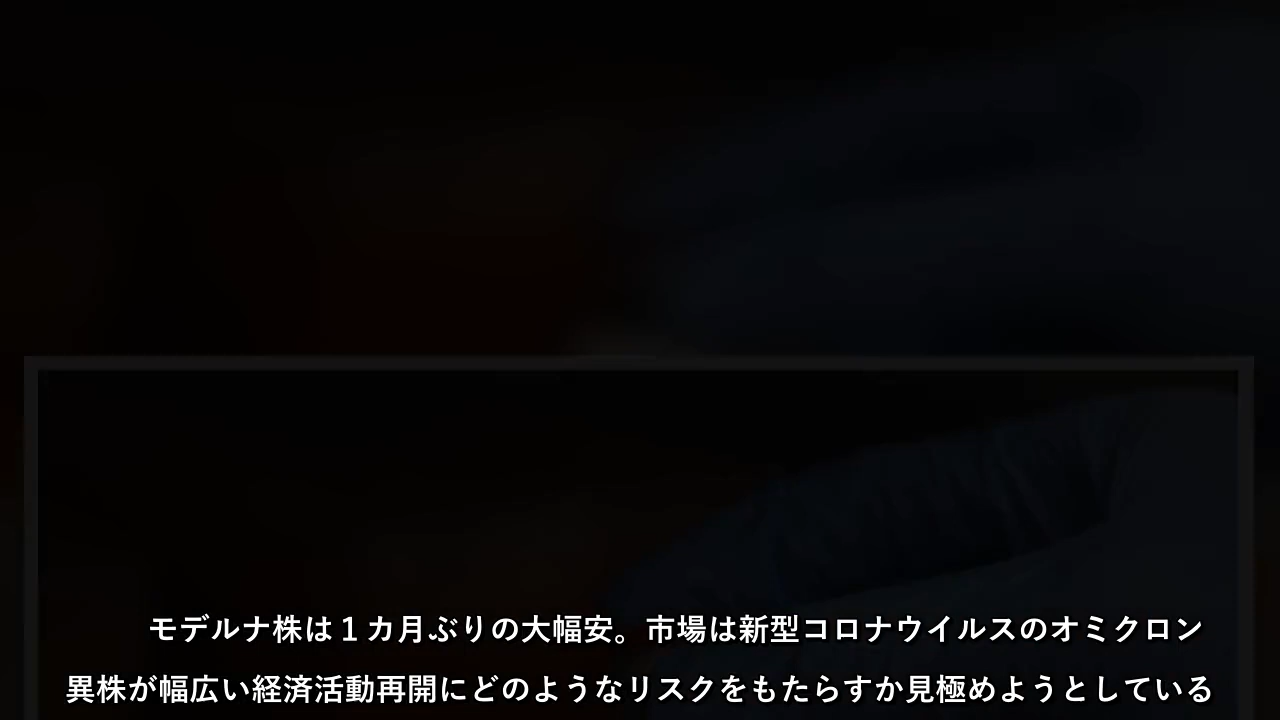 モデルナ株は１カ月ぶりの大幅安。市場は新型コロナウイルスのオミクロン
異株が幅広い経済活動再開にどのようなリスクをもたらすか見極めようとしている